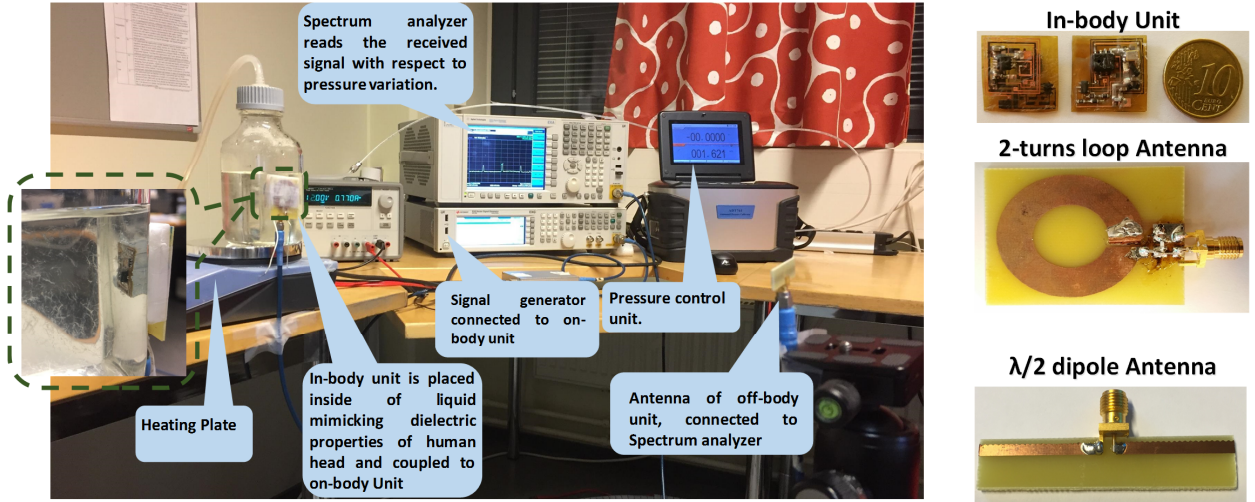 Spectrum analyzer
reads the received
signal with respect to
pressure variation.
12.00V 0.770A
-00.0000
001.621
Signal generator
connected to on-
body unit
Pressure control
unit.
In-body unit is placed
inside of liquid
mimicking dielectric
properties of human
head and coupled to
on-body Unit
Heating Plate
Antenna of off-body
unit, connected to
Spectrum analyzer
In-body Unit
10
EURO
CENT
2-turns loop Antenna
λ/2 dipole Antenna